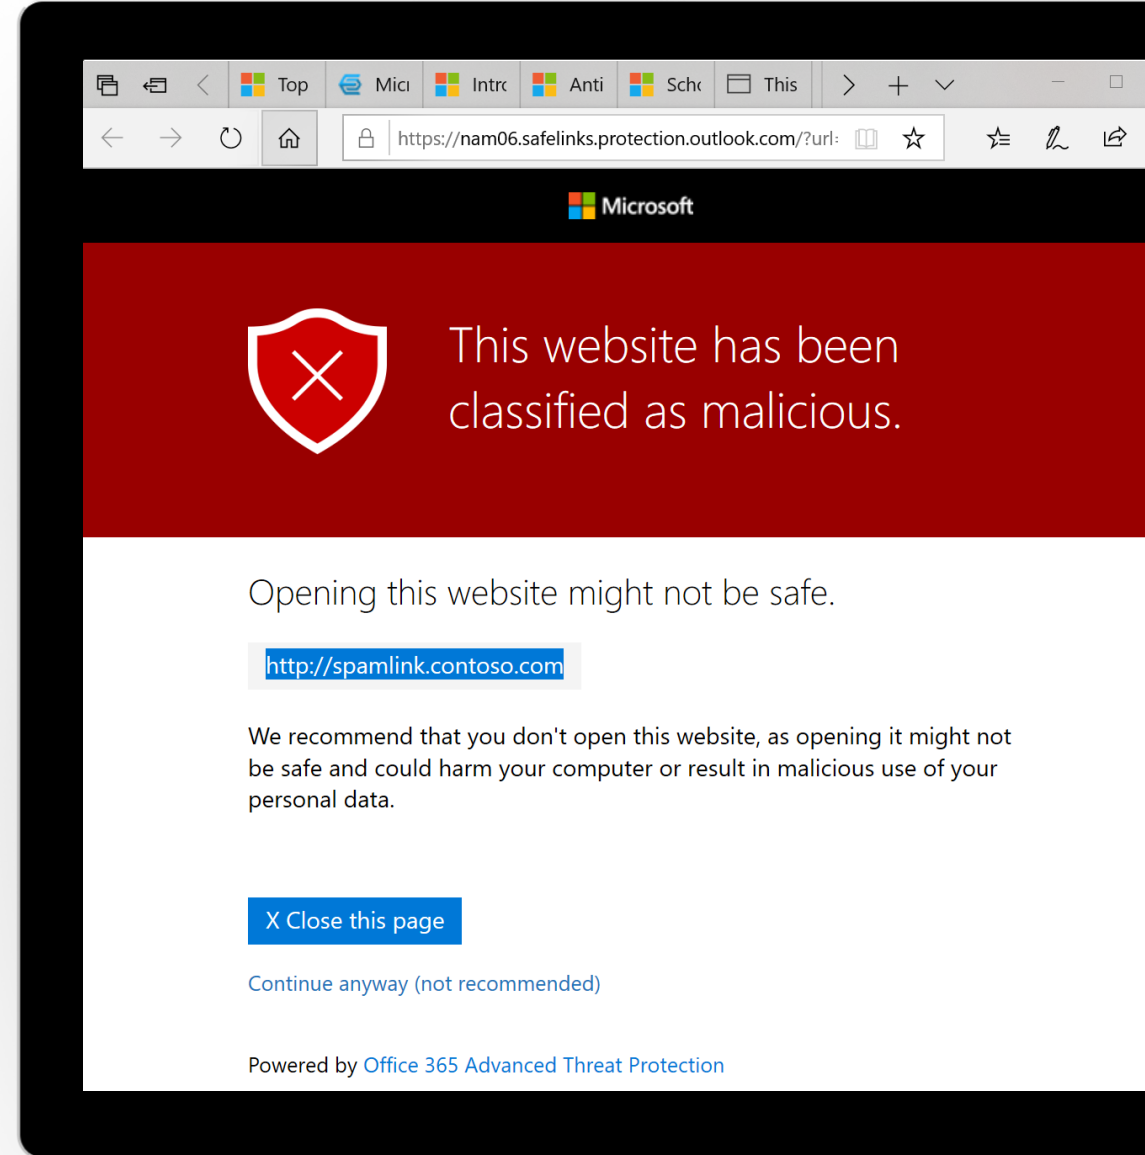 Top
Mici
Intro
Anti
Scho
This
https://nam06.safelinks.protection.outlook.com/?url=
Microsoft
This website has been
classified as malicious.
Opening this website might not be safe.
http://spamlink.contoso.com
We recommend that you don't open this website, as opening it might not
be safe and could harm your computer or result in malicious use of your
personal data.
X Close this page
Continue anyway (not recommended)
Powered by Office 365 Advanced Threat Protection